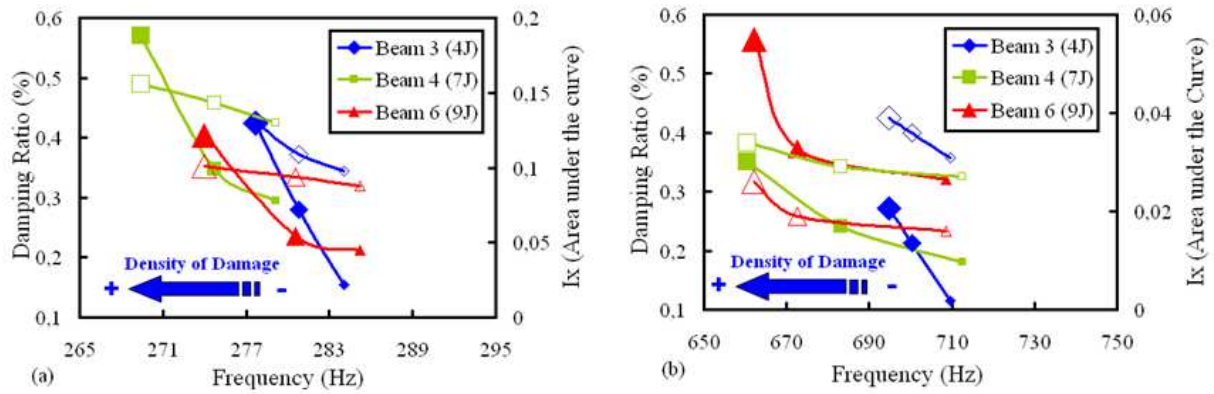 0,6
0,5
0,4
0,3
0,2
0,1
Damping Ratio (%)
265 271 277 283 289 295
Frequency (Hz)
(a)
0.2
0.15
0.1
0.05
0
Ix (Area under the curve)
Beam 3 (4J)
Beam 4 (7J)
Beam 6 (9J)
Density of Damage
+ -
0,6
0,5
0,4
0,3
0,2
0,1
Damping Ratio (%)
650 670 690 710 730 750
Frequency (Hz)
(b)
0,06
0,04
0,02
0
Ix (Area under the Curve)
Beam 3 (4J)
Beam 4 (7J)
Beam 6 (9J)
Density of Damage
+ -